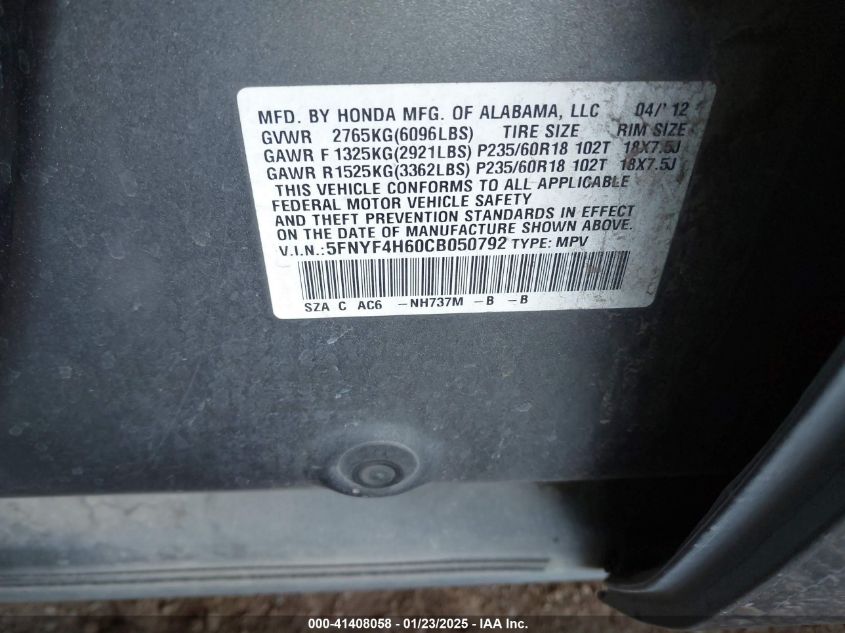 MFD. BY HONDA MFG. OF ALABAMA, LLC 04/'12
GVWR 2765KG(6096LBS) TIRE SIZE RIM SIZE
GAWR F 1325KG(2921LBS) P235/60R18 102T 18X7.5J
GAWR R1525KG(3362LBS) P235/60R18 102T 18X7.5J
THIS VEHICLE CONFORMS TO ALL APPLICABLE
FEDERAL MOTOR VEHICLE SAFETY
AND THEFT PREVENTION STANDARDS IN EFFECT
ON THE DATE OF MANUFACTURE SHOWN ABOVE.
V.I.N.:5FNYF4H60CB050792 TYPE: MPV
SZA C AC6 -NH737M -B -B
000-41408058 - 01/23/2025 - IAA Inc.